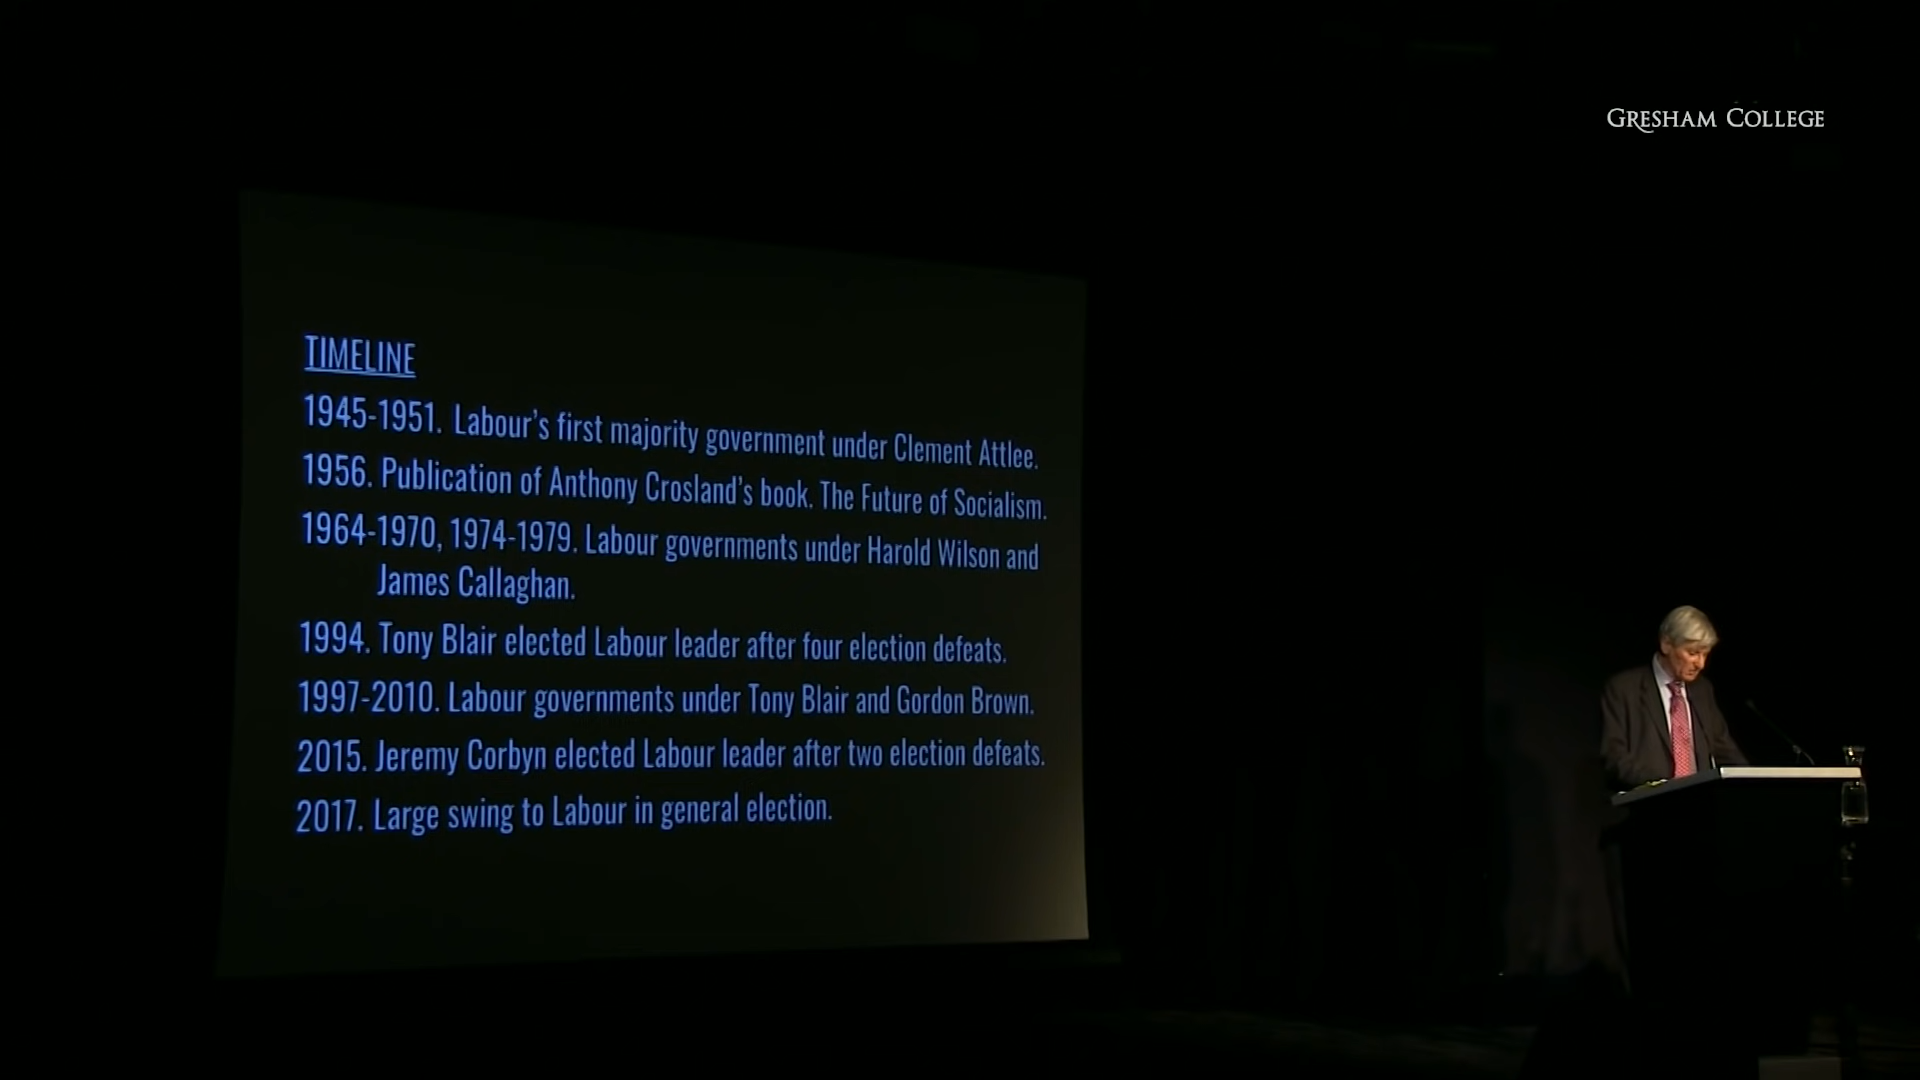 GRESHAM COLLEGE
TIMELINE
1945-1951. Labour's first majority government under Clement Attlee.
1956. Publication of Anthony Crosland's book. The Future of Socialism.
1964-1970, 1974-1979. Labour governments under Harold Wilson and
James Callaghan.
1994. Tony Blair elected Labour leader after four election defeats.
1997-2010. Labour governments under Tony Blair and Gordon Brown.
2015. Jeremy Corbyn elected Labour leader after two election defeats.
2017. Large swing to Labour in general election.